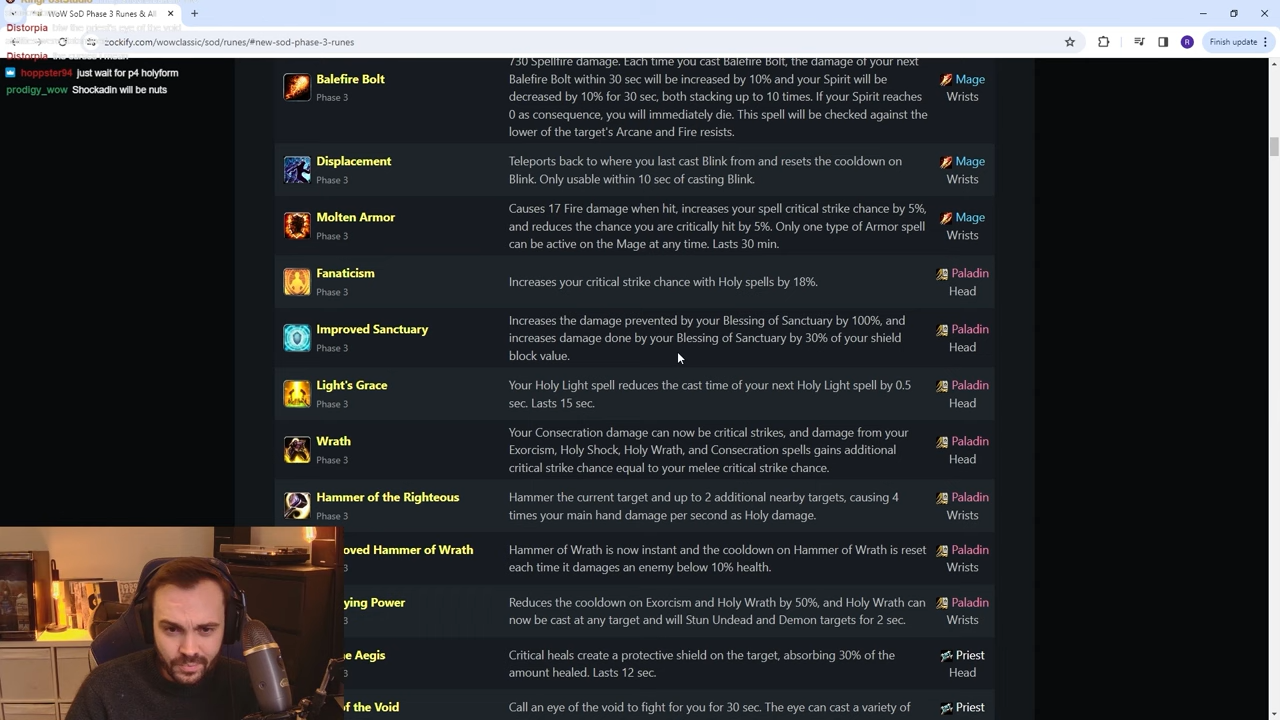 KingPostStudio
WoW SoD Phase 3 Runes & Al
Distorpia
Distorpia
hoppster94 just wait for p4 holyform
prodlgy_wow Shockadin will be nuts
zockify.com/wowclassic/sod/runes/#new-sod-phase-3-runes
R
Finish update
730 Spellfire damage. Each time you cast Balefire Bolt, the damage of your next
Balefire Bolt
Phase 3
Balefire Bolt within 30 sec will be increased by 10% and your Spirit will be
decreased by 10% for 30 sec, both stacking up to 10 times. If your Spirit reaches
0 as consequence, you will immediately die. This spell will be checked against the
lower of the target's Arcane and Fire resists.
Mage
Wrists
Displacement
Phase 3
Teleports back to where you last cast Blink from and resets the cooldown on
Blink. Only usable within 10 sec of casting Blink.
Mage
Wrists
Molten Armor
Phase 3
Causes 17 Fire damage when hit, increases your spell critical strike chance by 5%,
and reduces the chance you are critically hit by 5%. Only one type of Armor spell
can be active on the Mage at any time. Lasts 30 min.
Mage
Wrists
Fanaticism
Phase 3
Increases your critical strike chance with Holy spells by 18%.
Paladin
Head
Improved Sanctuary
Phase 3
Increases the damage prevented by your Blessing of Sanctuary by 100%, and
increases damage done by your Blessing of Sanctuary by 30% of your shield
block value.
Paladin
Head
Light's Grace
Phase 3
Your Holy Light spell reduces the cast time of your next Holy Light spell by 0.5
sec. Lasts 15 sec.
Paladin
Head
Wrath
Phase 3
Your Consecration damage can now be critical strikes, and damage from your
Exorcism, Holy Shock, Holy Wrath, and Consecration spells gains additional
critical strike chance equal to your melee critical strike chance.
Paladin
Head
Hammer of the Righteous
Phase 3
Hammer the current target and up to 2 additional nearby targets, causing 4
times your main hand damage per second as Holy damage.
Paladin
Wrists
oved Hammer of Wrath
3
Hammer of Wrath is now instant and the cooldown on Hammer of Wrath is reset
each time it damages an enemy below 10% health.
Paladin
Wrists
ying Power
3
Reduces the cooldown on Exorcism and Holy Wrath by 50%, and Holy Wrath can
now be cast at any target and will Stun Undead and Demon targets for 2 sec.
Paladin
Wrists
ne Aegis
3
Critical heals create a protective shield on the target, absorbing 30% of the
amount healed. Lasts 12 sec.
Priest
Wrists
of the Void
Call an eye of the void to fight for you for 30 sec. The eye can cast a variety of
Priest